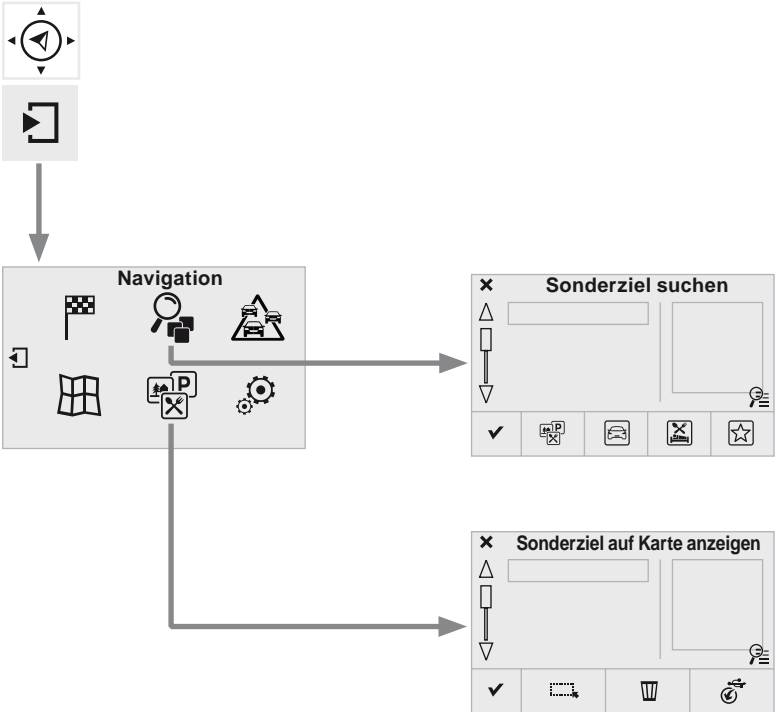 Navigation
P
Sonderziel suchen
P
Sonderziel auf Karte anzeigen